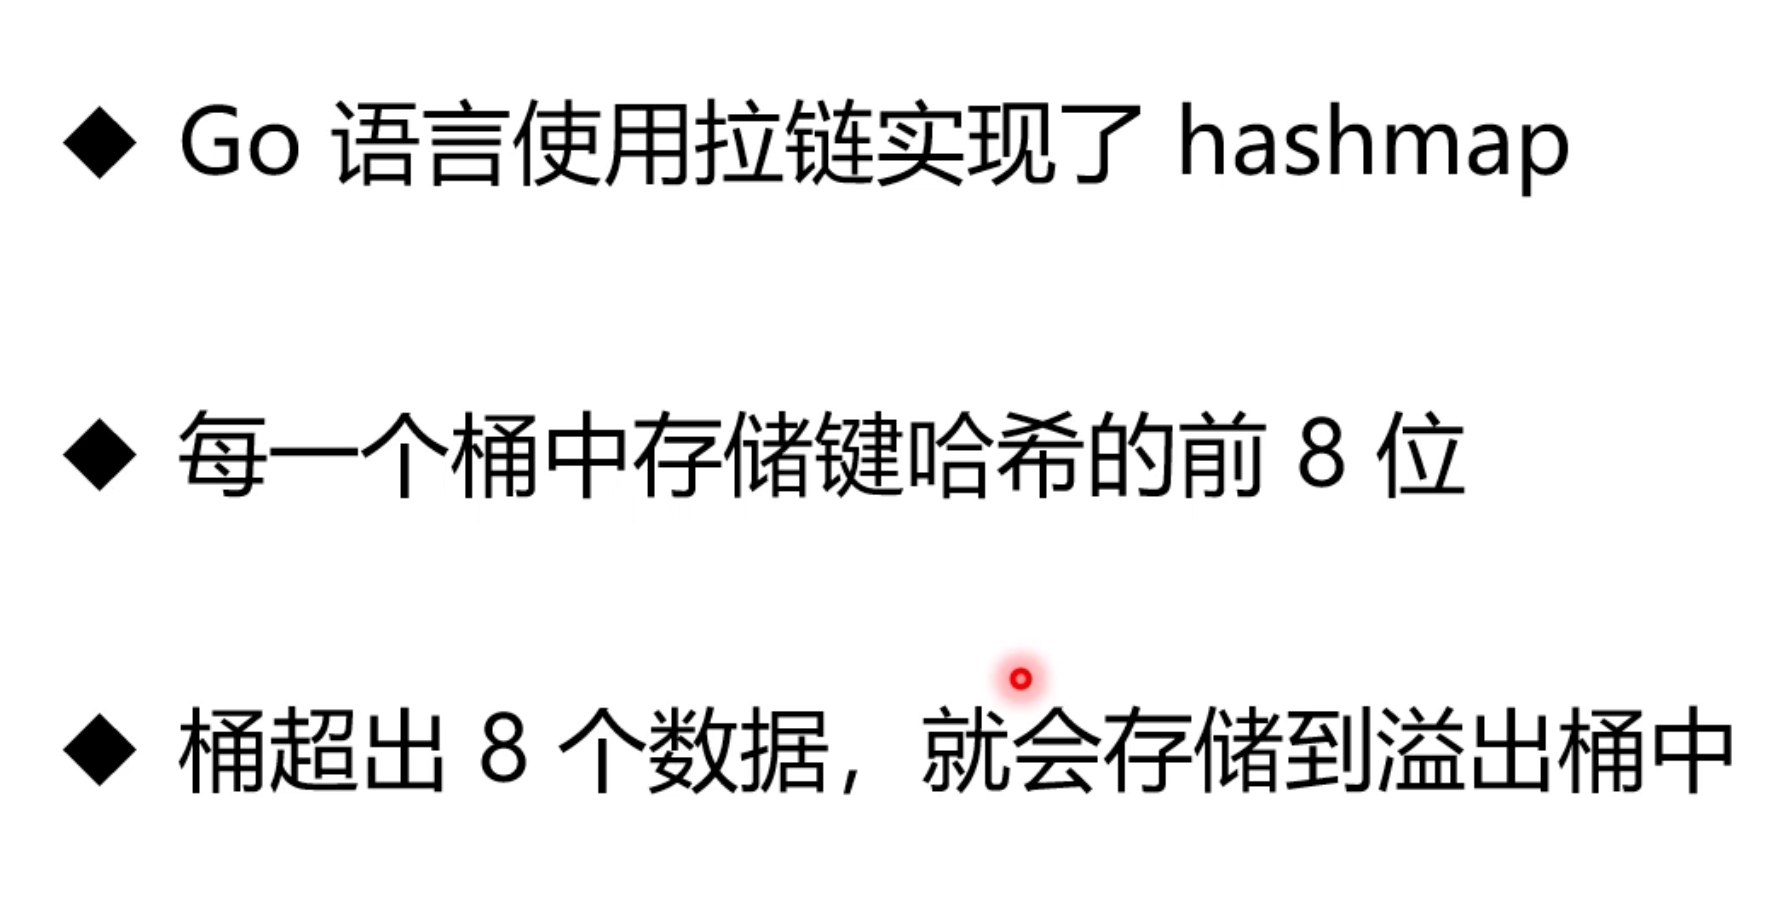 ◆ Go 语言使用拉链实现了 hashmap
◆ 每一个桶中存储键哈希的前 8 位
◆ 桶超出 8 个数据，就会存储到溢出桶中